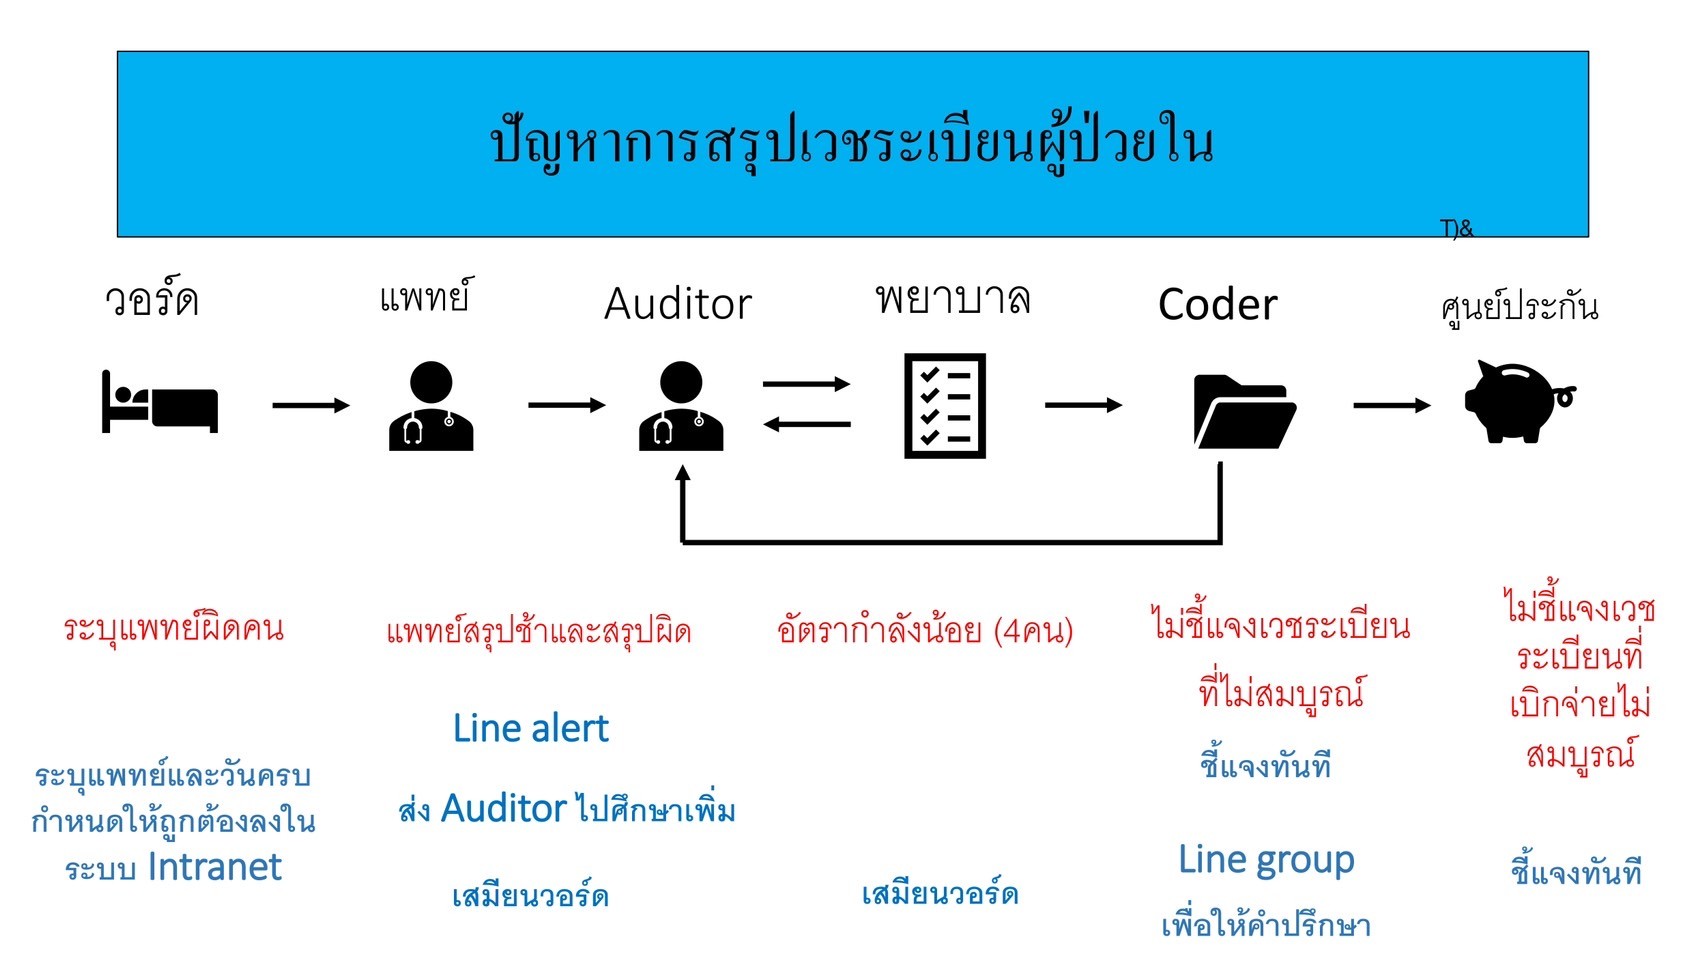 ปัญหาการสรุปเวชระเบียนผู้ป่วยใน
T)&
วอร์ด
แพทย์
Auditor
พยาบาล
Coder
ศูนย์ประกัน
ระบุแพทย์ผิดคน
แพทย์สรุปช้าและสรุปผิด
อัตรากำลังน้อย (4คน)
ไม่ชี้แจงเวชระเบียน
ที่ไม่สมบูรณ์
ไม่ชี้แจงเวช
ระเบียนที่
เบิกจ่ายไม่
สมบูรณ์
ระบุแพทย์และวันครบ
กำหนดให้ถูกต้องลงใน
ระบบ Intranet
Line alert
ส่ง Auditor ไปศึกษาเพิ่ม
เสมียนวอร์ด
เสมียนวอร์ด
ชี้แจงทันที
Line group
เพื่อให้คำปรึกษา
ชี้แจงทันที